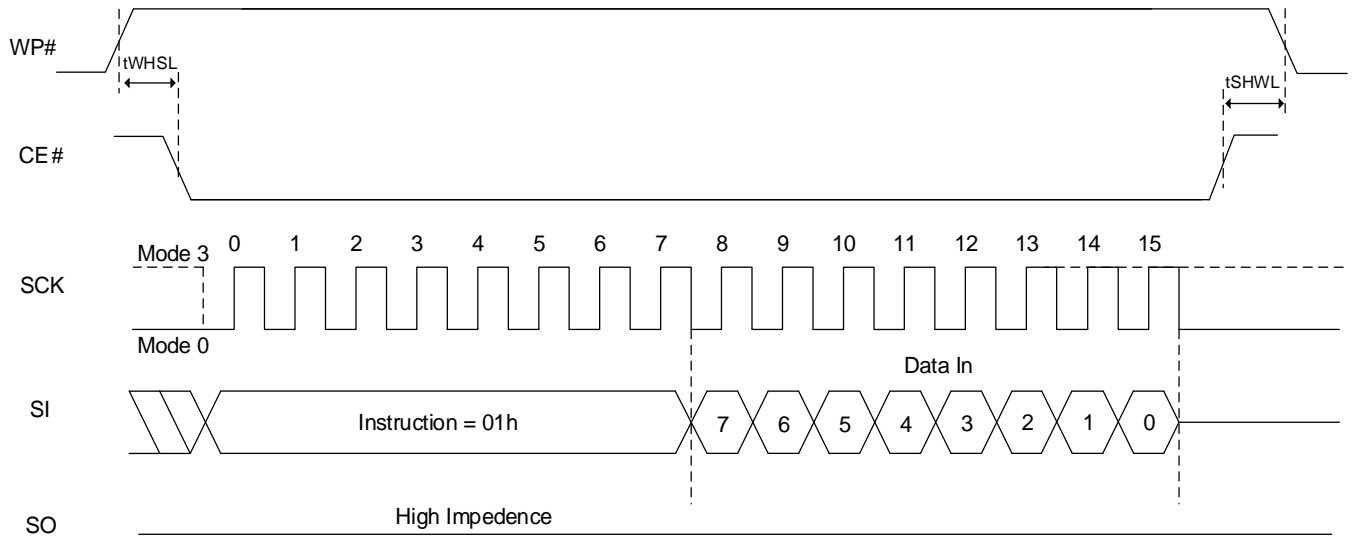 WP#
tWHSL
tSHWL
CE#
Mode 3
0 1 2 3 4 5 6 7 8 9 10 11 12 13 14 15
SCK
Mode 0
Data In
SI
Instruction = 01h
7 6 5 4 3 2 1 0
High Impedence
SO